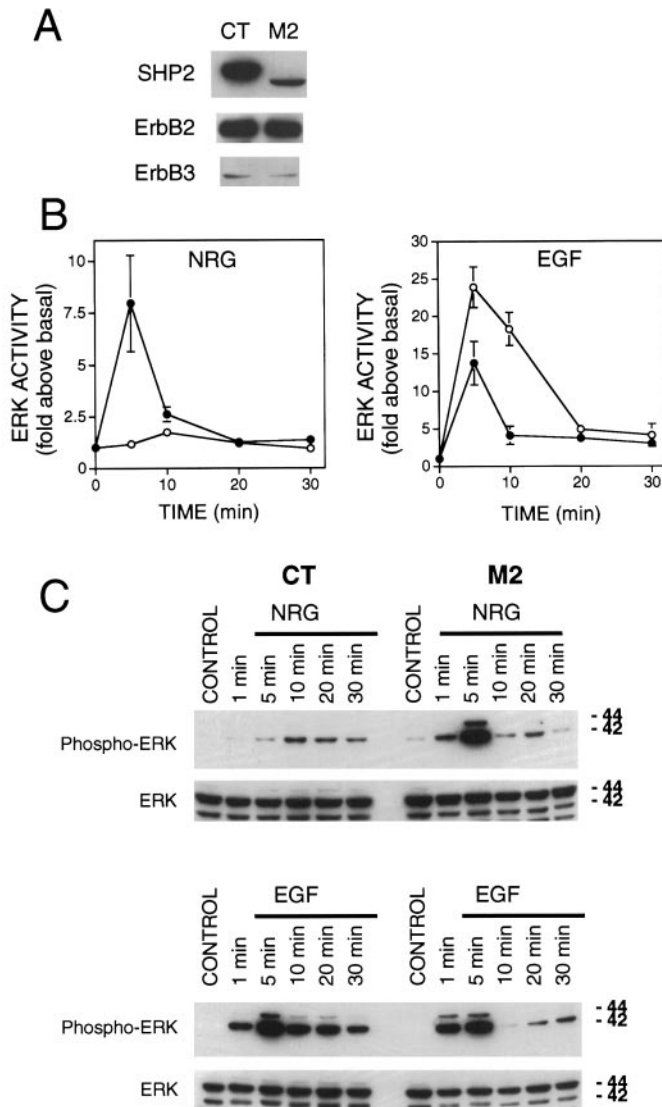 A
CT M2
SHP2
ErbB2
ErbB3
B
NRG
ERK ACTIVITY
(fold above basal)
10
7.5
5
2.5
0
0 10 20 30
TIME (min)
EGF
ERK ACTIVITY
(fold above basal)
30
25
20
15
10
5
0
0 10 20 30
TIME (min)
C
CT M2
NRG NRG
CONTROL 1 min 5 min 10 min 20 min 30 min CONTROL 1 min 5 min 10 min 20 min 30 min
Phospho-ERK - 44
- 42
ERK - 44
- 42
EGF EGF
CONTROL 1 min 5 min 10 min 20 min 30 min CONTROL 1 min 5 min 10 min 20 min 30 min
Phospho-ERK - 44
- 42
ERK - 44
- 42